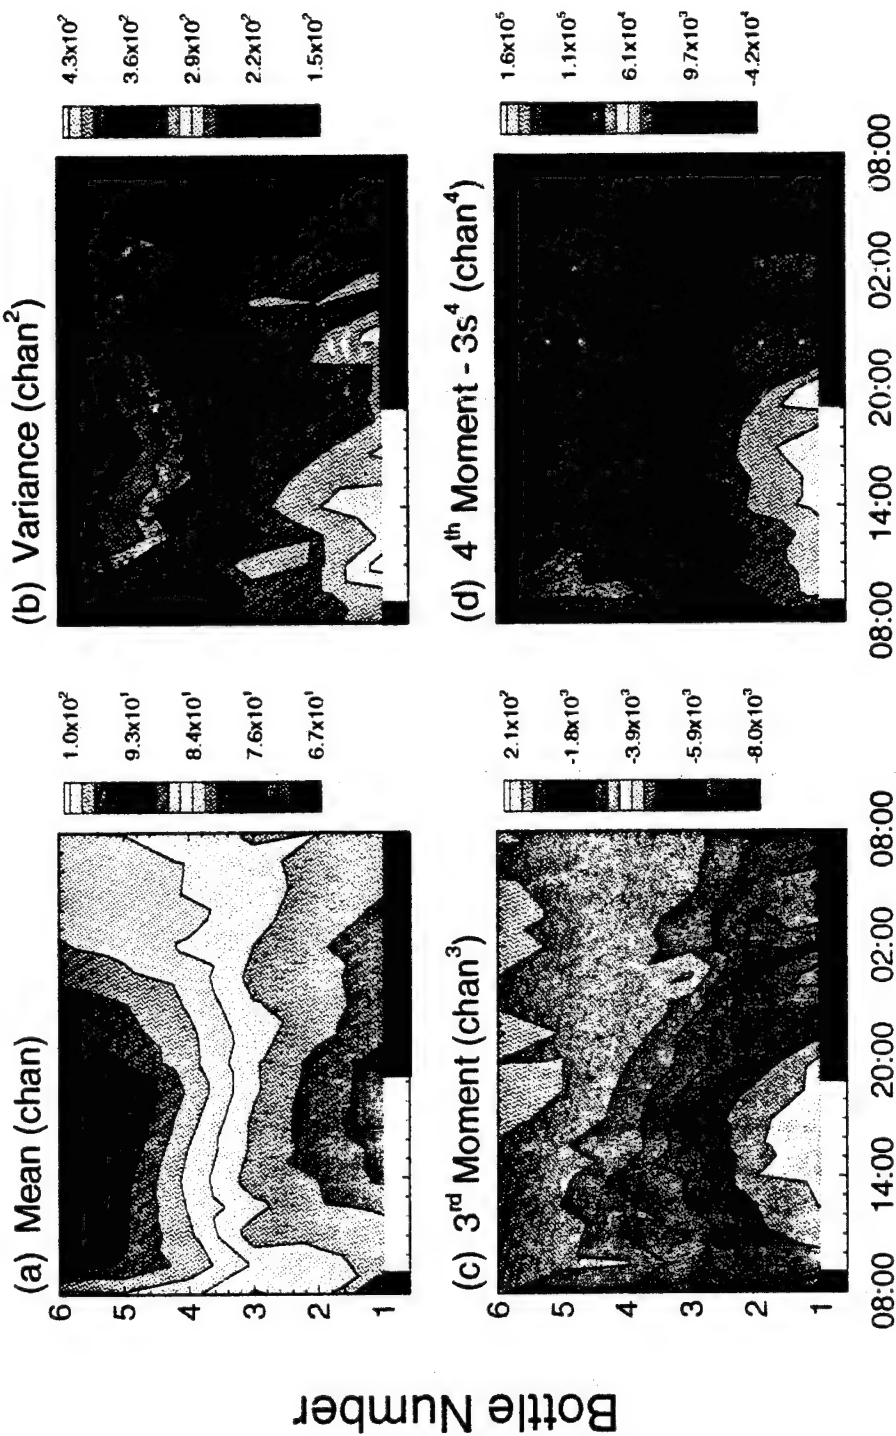 (a) Mean (chan)
1.0x10²
9.3x10¹
8.4x10¹
7.6x10¹
6.7x10¹
6
5
4
3
2
1
(b) Variance (chan²)
4.3x10²
3.6x10²
2.9x10²
2.2x10²
1.5x10²
(c) 3rd Moment (chan³)
2.1x10²
-1.8x10³
-3.9x10³
-5.9x10³
-8.0x10³
6
5
4
3
2
1
08:00 14:00 20:00 02:00 08:00
(d) 4th Moment - 3s⁴ (chan⁴)
1.6x10⁵
1.1x10⁵
6.1x10⁴
9.7x10³
-4.2x10⁴
08:00 14:00 20:00 02:00 08:00
Bottle Number